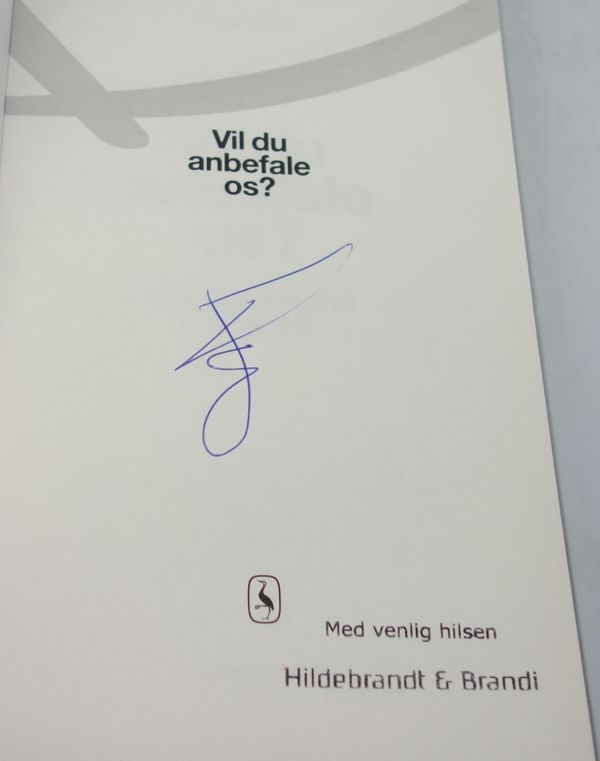 Vil du
anbefale
os?
Med venlig hilsen
Hildebrandt & Brandi